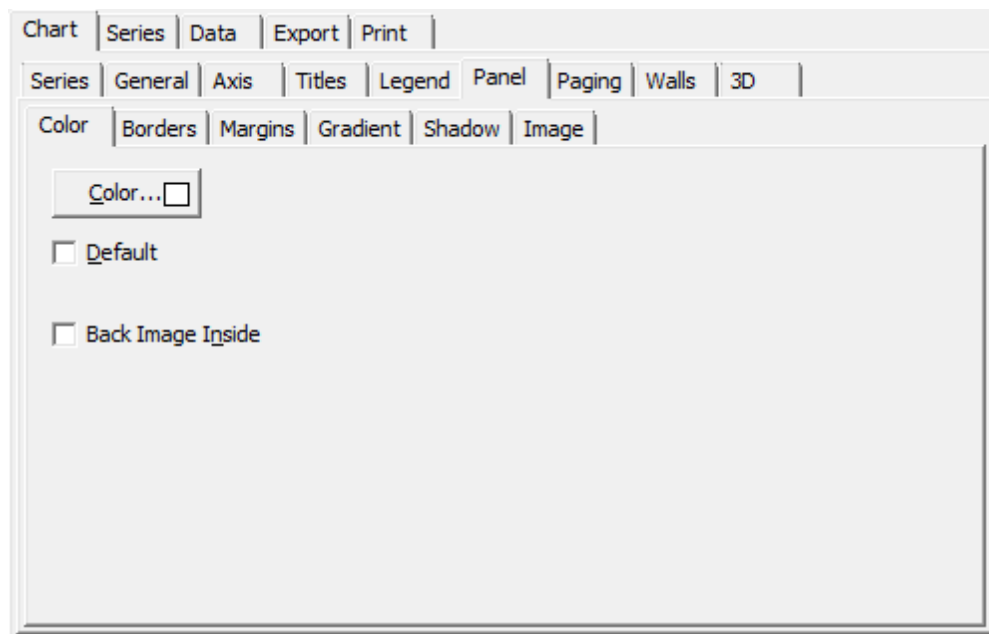 Chart Series Data Export Print
Series General Axis Titles Legend Panel Paging Walls 3D
Color Borders Margins Gradient Shadow Image
Color...
Default
Back Image Inside